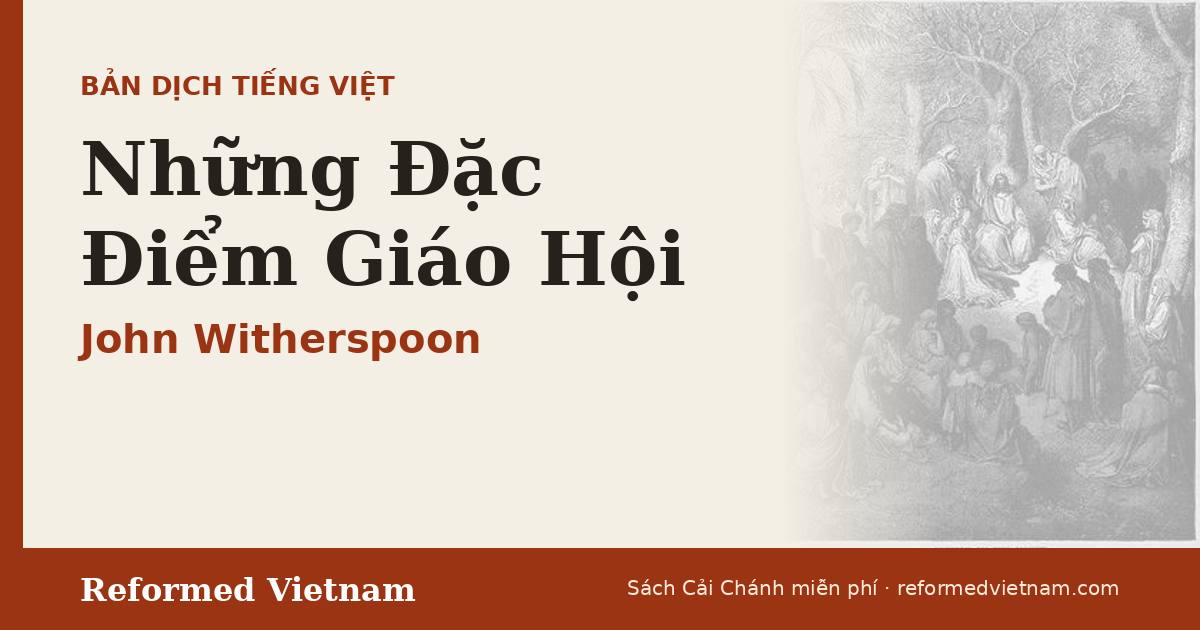 BẢN DỊCH TIẾNG VIỆT
Những Đặc
Điểm Giáo Hội
John Witherspoon
Reformed Vietnam
Sách Cải Chánh miễn phí · reformedvietnam.com